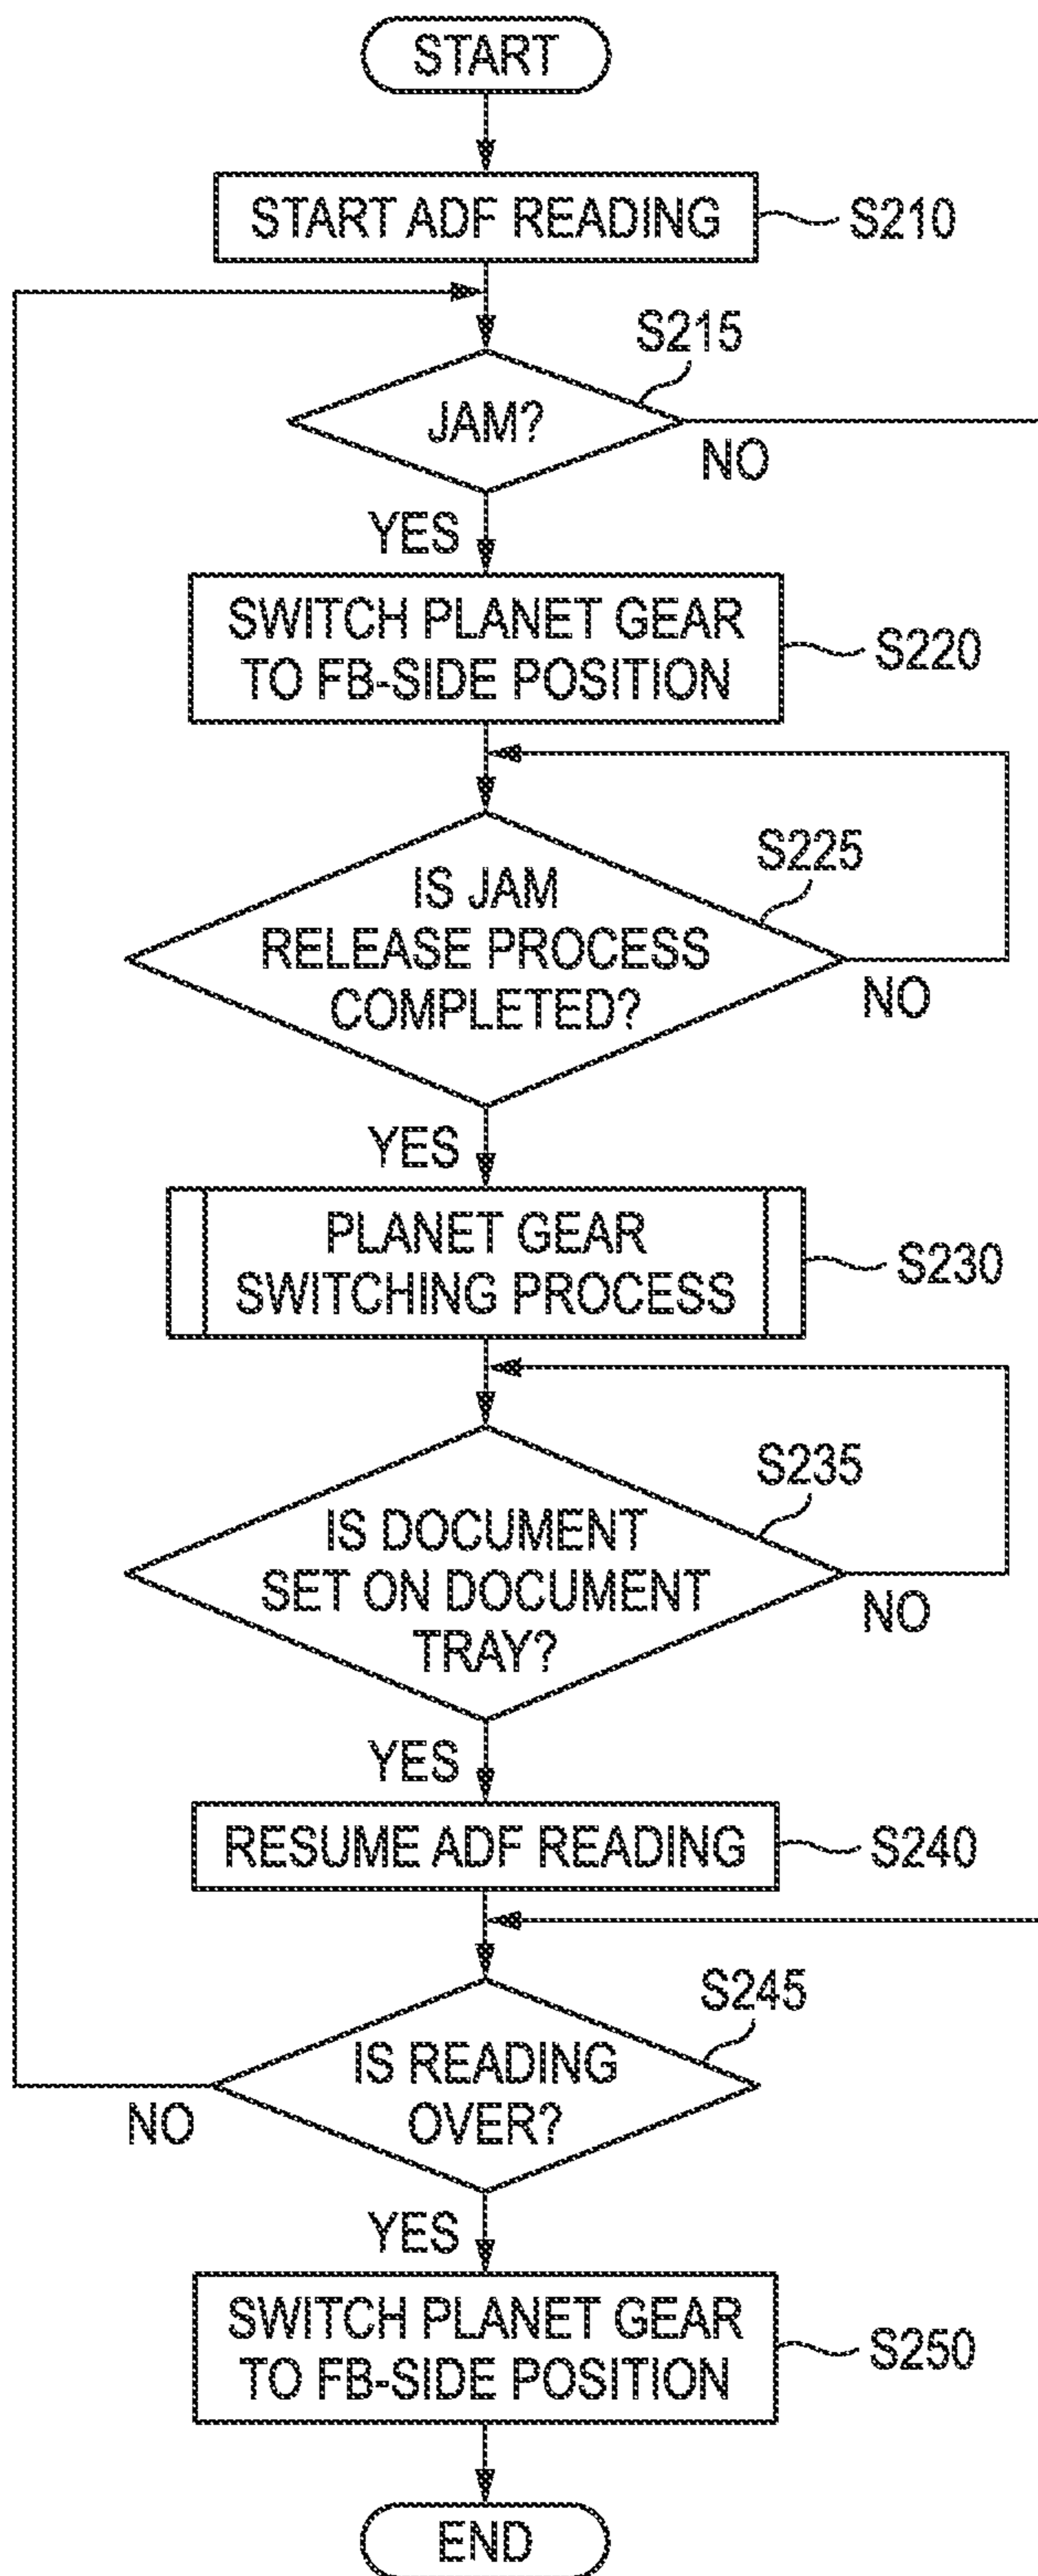 START
START ADF READING
S210
S215
JAM?
NO
YES
SWITCH PLANET GEAR
TO FB-SIDE POSITION
S220
S225
IS JAM
RELEASE PROCESS
COMPLETED?
NO
YES
PLANET GEAR
SWITCHING PROCESS
S230
S235
IS DOCUMENT
SET ON DOCUMENT
TRAY?
NO
YES
RESUME ADF READING
S240
S245
IS READING
OVER?
NO
YES
SWITCH PLANET GEAR
TO FB-SIDE POSITION
S250
END